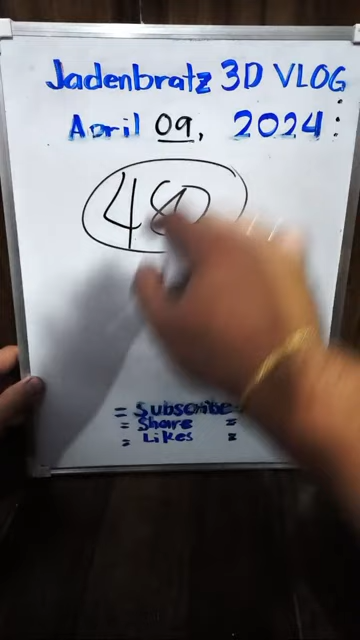 Jadenbratz 3D VLOG
April 09, 2024:
= Subscribe
= Share =
= Likes =